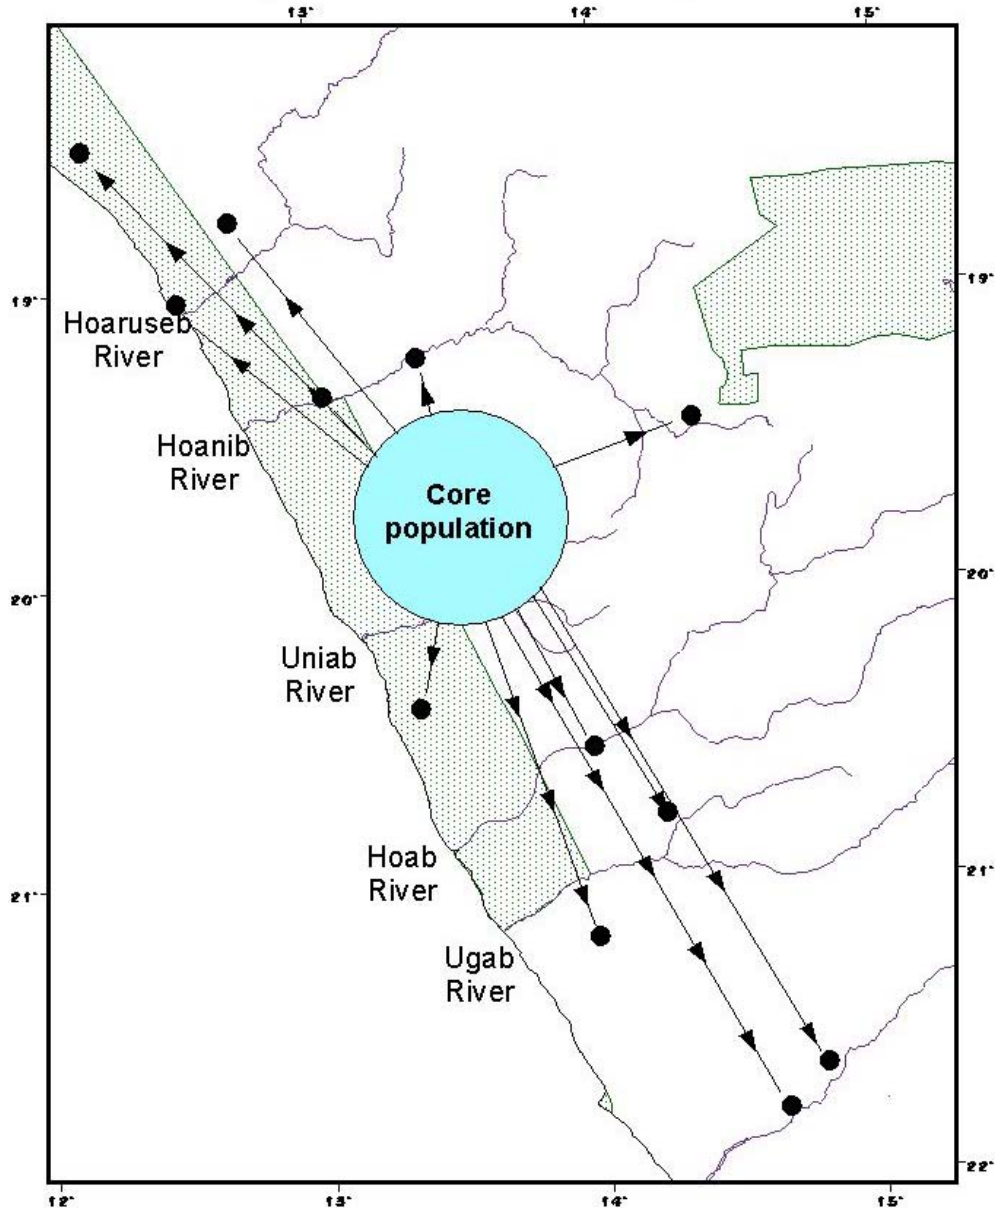 13°
14°
15°
19°
19°
Hoaruseb
River
Hoanib
River
Core
population
20°
20°
Uniab
River
Hoab
River
21°
21°
Ugab
River
22°
12°
13°
14°
15°